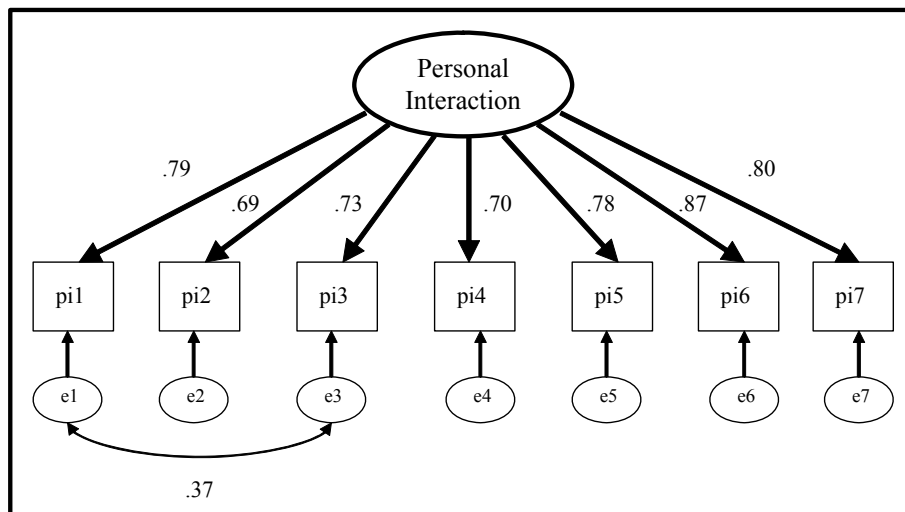 Personal
Interaction
.79
.69
.73
.70
.78
.87
.80
pi1
pi2
pi3
pi4
pi5
pi6
pi7
e1
e2
e3
e4
e5
e6
e7
.37